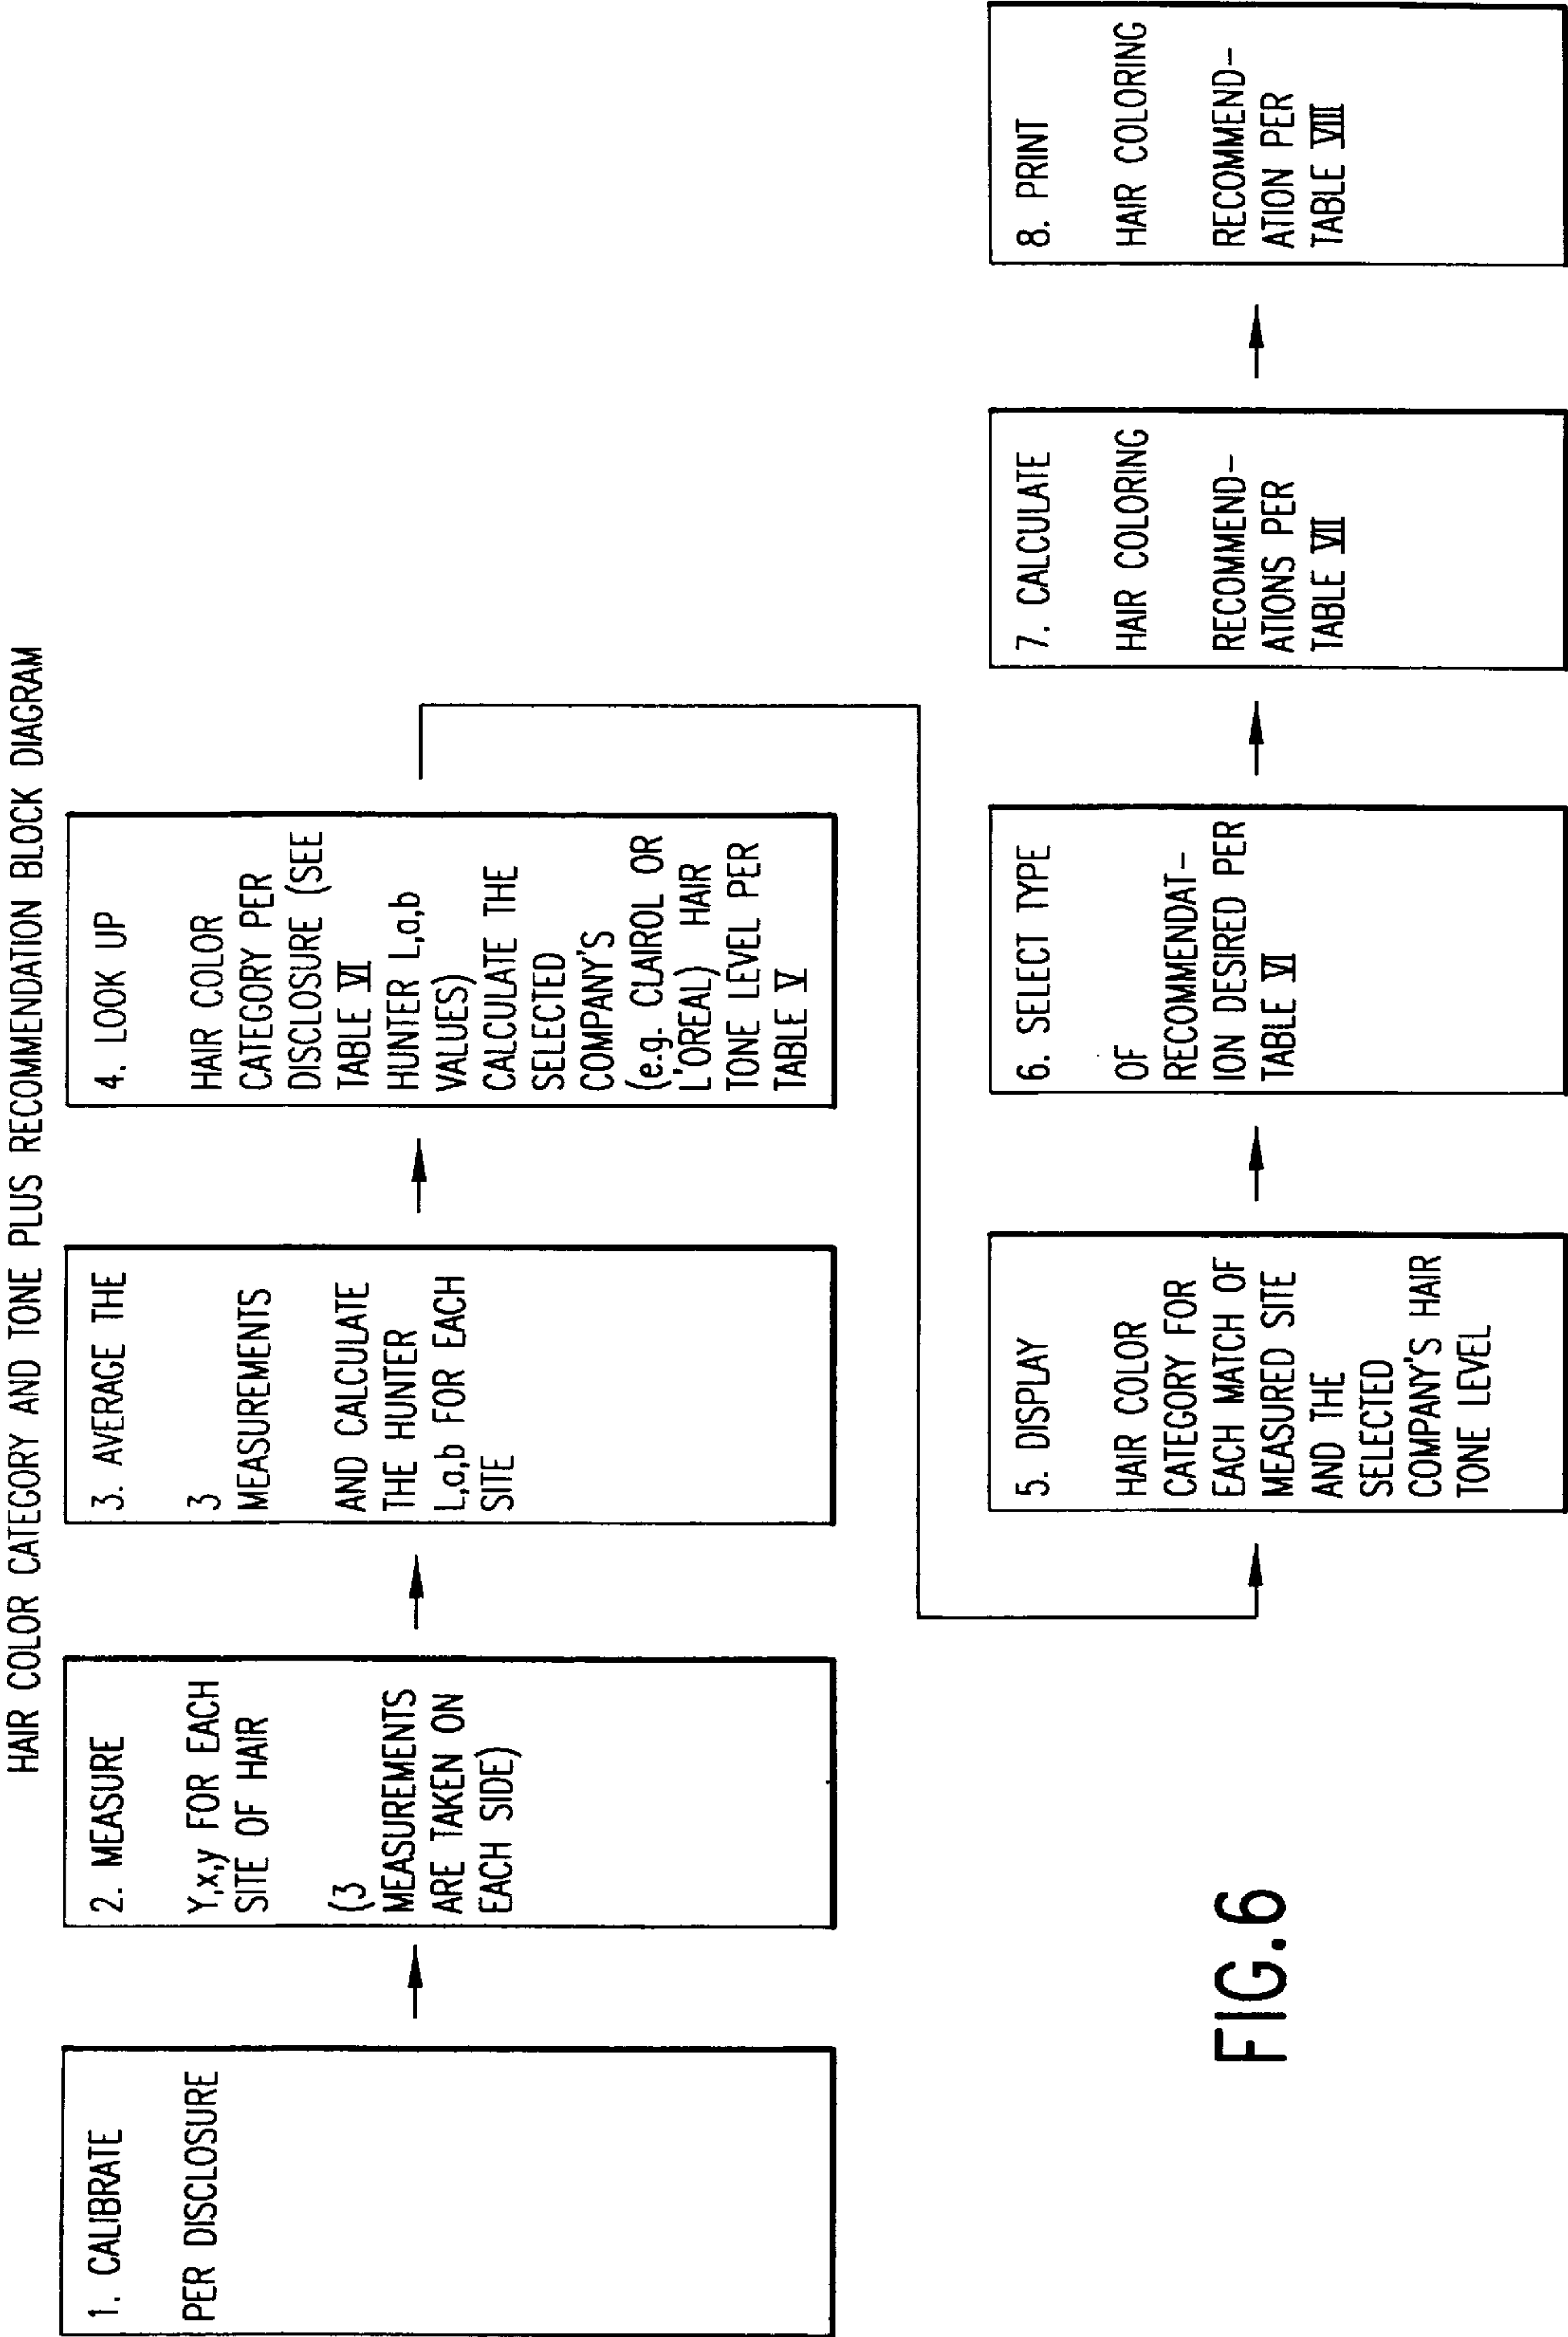 HAIR COLOR CATEGORY AND TONE PLUS RECOMMENDATION BLOCK DIAGRAM
1. CALIBRATE
PER DISCLOSURE
2. MEASURE
Y,x,y FOR EACH
SITE OF HAIR
(3
MEASUREMENTS
ARE TAKEN ON
EACH SIDE)
3. AVERAGE THE
3
MEASUREMENTS
AND CALCULATE
THE HUNTER
L,a,b FOR EACH
SITE
4. LOOK UP
HAIR COLOR
CATEGORY PER
DISCLOSURE (SEE
TABLE VI
HUNTER L,a,b
VALUES)
CALCULATE THE
SELECTED
COMPANY'S
(e.g. CLAIROL OR
L'OREAL) HAIR
TONE LEVEL PER
TABLE V
5. DISPLAY
HAIR COLOR
CATEGORY FOR
EACH MATCH OF
MEASURED SITE
AND THE
SELECTED
COMPANY'S HAIR
TONE LEVEL
6. SELECT TYPE
OF
RECOMMENDAT-
ION DESIRED PER
TABLE VI
7. CALCULATE
HAIR COLORING
RECOMMEND-
ATIONS PER
TABLE VII
8. PRINT
HAIR COLORING
RECOMMEND-
ATION PER
TABLE VIII
FIG.6